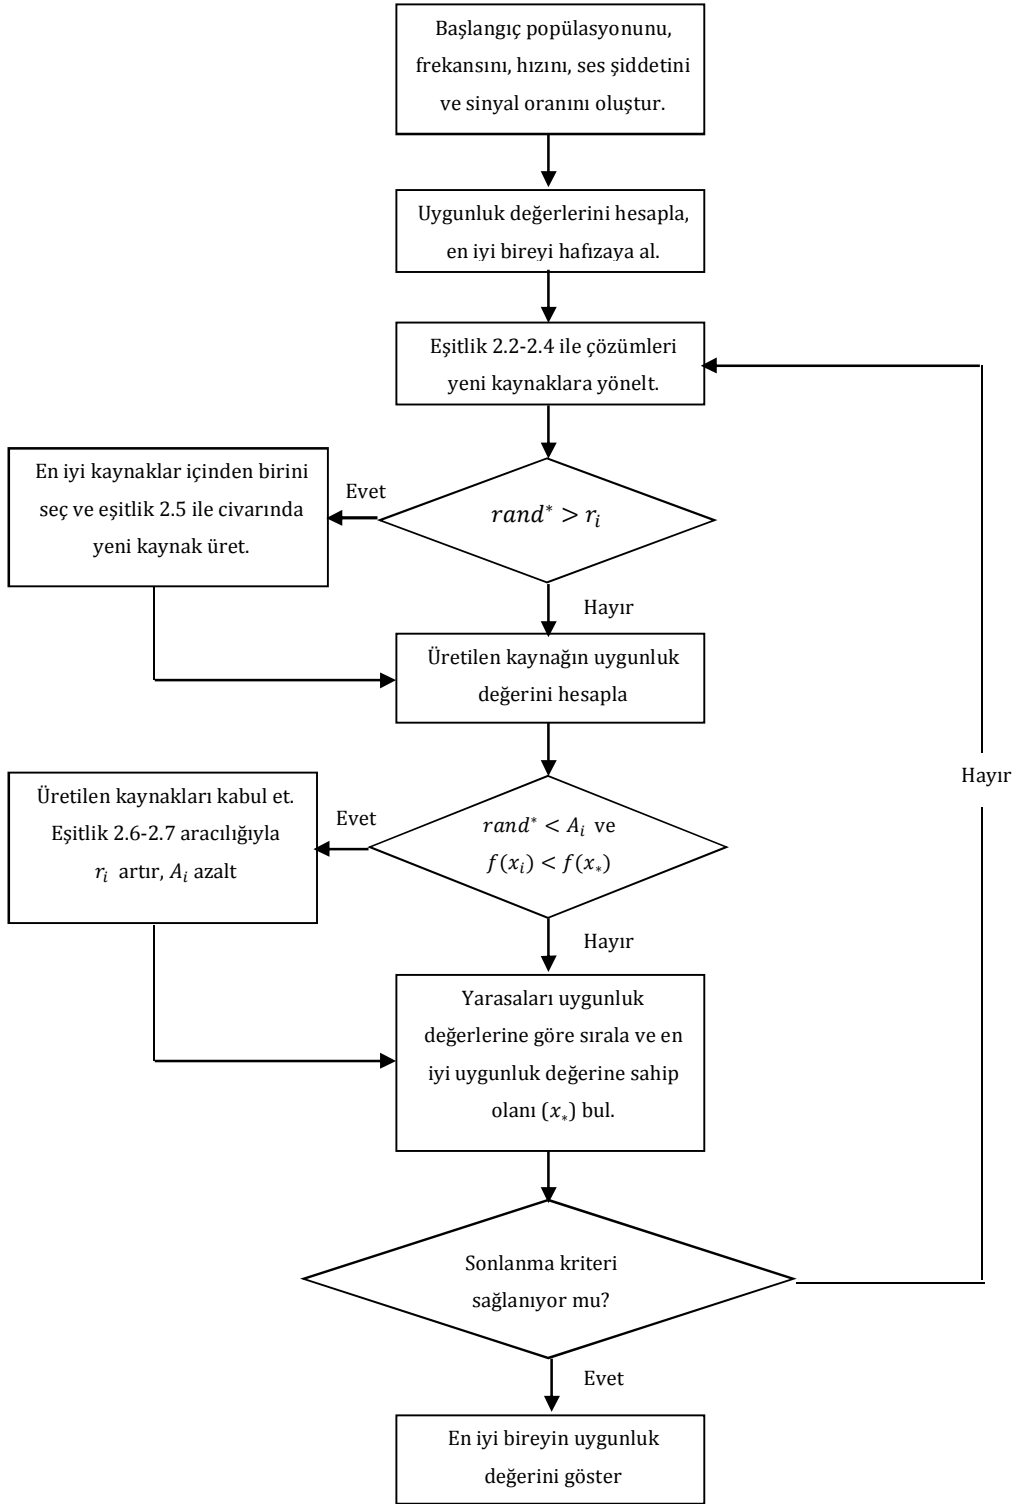 Başlangıç popülasyonunu,
frekansını, hızını, ses şiddetini
ve sinyal oranını oluştur.
Uygunluk değerlerini hesapla,
en iyi bireyi hafızaya al.
Eşitlik 2.2-2.4 ile çözümleri
yeni kaynaklara yönelt.
rand* > rᵢ
Evet
En iyi kaynaklar içinden birini
seç ve eşitlik 2.5 ile civarında
yeni kaynak üret.
Hayır
Üretilen kaynağın uygunluk
değerini hesapla
rand* < Aᵢ ve
f(xᵢ) < f(x*)
Evet
Üretilen kaynakları kabul et.
Eşitlik 2.6-2.7 aracılığıyla
rᵢ artır, Aᵢ azalt
Hayır
Yarasaları uygunluk
değerlerine göre sırala ve en
iyi uygunluk değerine sahip
olanı (x*) bul.
Sonlanma kriteri
sağlanıyor mu?
Hayır
Evet
En iyi bireyin uygunluk
değerini göster